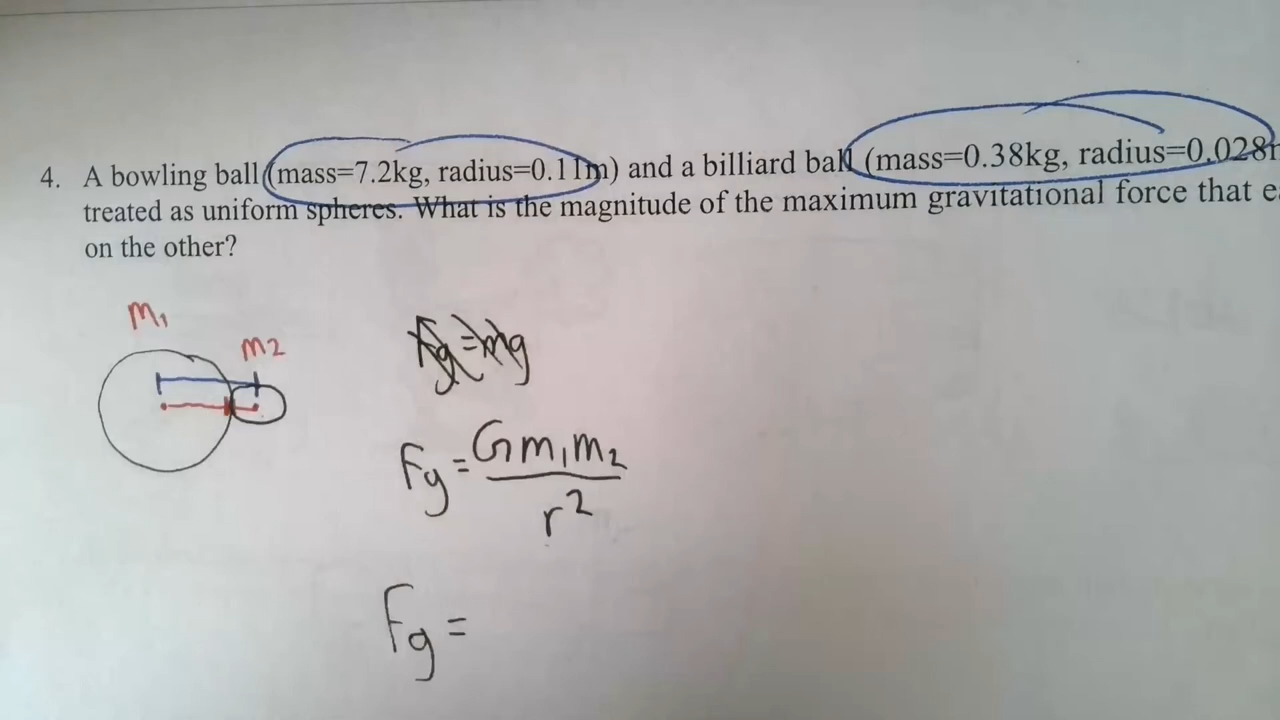 4. A bowling ball (mass=7.2kg, radius=0.11m) and a billiard ball (mass=0.38kg, radius=0.028
treated as uniform spheres. What is the magnitude of the maximum gravitational force that
on the other?
m₁
m2
Fg=mg
Fg=Gm₁m₂
r²
Fg=